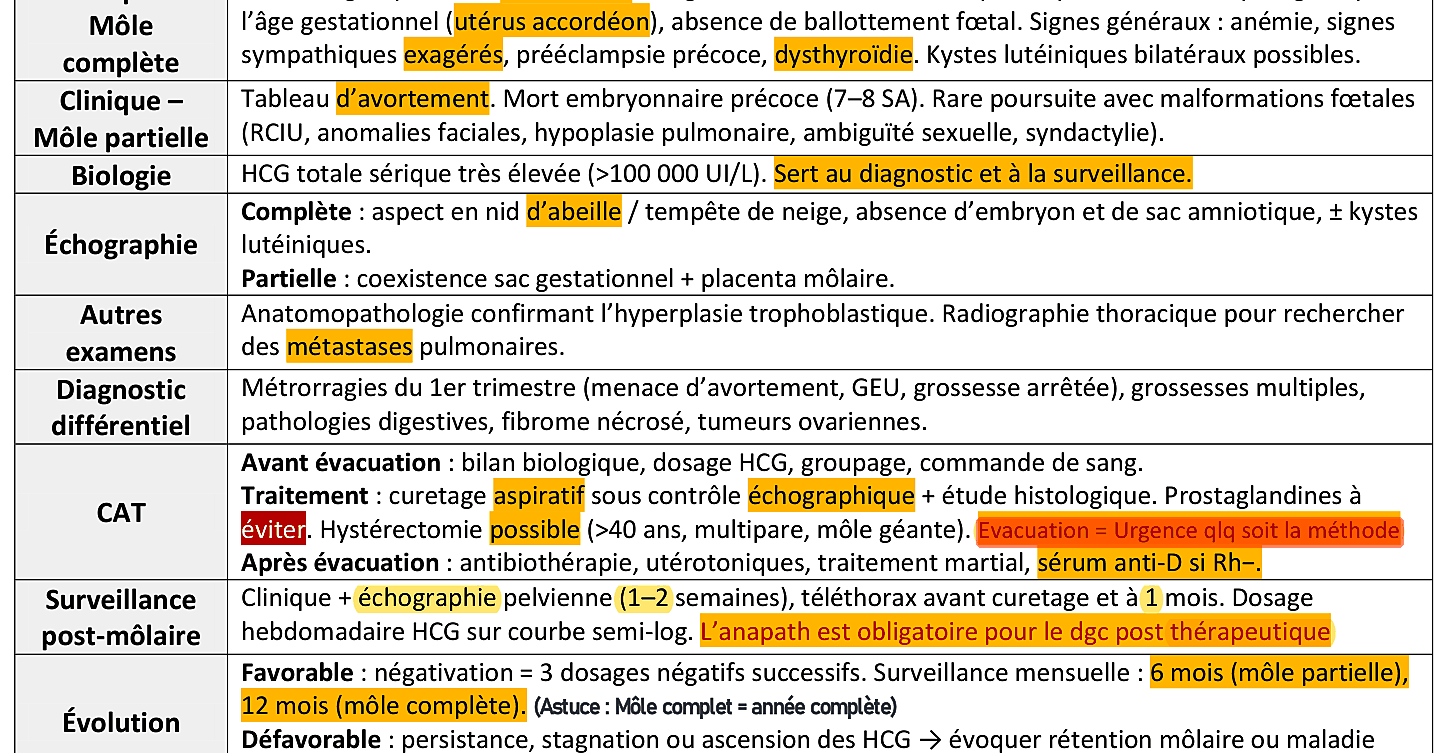 Môle
complète
l’âge gestationnel (utérus accordéon), absence de ballottement fœtal. Signes généraux : anémie, signes
sympathiques exagérés, prééclampsie précoce, dysthyroïdie. Kystes lutéiniques bilatéraux possibles.
Clinique –
Môle partielle
Tableau d’avortement. Mort embryonnaire précoce (7–8 SA). Rare poursuite avec malformations fœtales
(RCIU, anomalies faciales, hypoplasie pulmonaire, ambiguïté sexuelle, syndactylie).
Biologie
HCG totale sérique très élevée (>100 000 UI/L). Sert au diagnostic et à la surveillance.
Échographie
Complète : aspect en nid d’abeille / tempête de neige, absence d’embryon et de sac amniotique, ± kystes
lutéiniques.
Partielle : coexistence sac gestationnel + placenta môlaire.
Autres
examens
Anatomopathologie confirmant l’hyperplasie trophoblastique. Radiographie thoracique pour rechercher
des métastases pulmonaires.
Diagnostic
différentiel
Métrorragies du 1er trimestre (menace d’avortement, GEU, grossesse arrêtée), grossesses multiples,
pathologies digestives, fibrome nécrosé, tumeurs ovariennes.
CAT
Avant évacuation : bilan biologique, dosage HCG, groupage, commande de sang.
Traitement : curetage aspiratif sous contrôle échographique + étude histologique. Prostaglandines à
éviter. Hystérectomie possible (>40 ans, multipare, môle géante). Evacuation = Urgence qlq soit la méthode
Après évacuation : antibiothérapie, utérotoniques, traitement martial, sérum anti-D si Rh−.
Surveillance
post-môlaire
Clinique + échographie pelvienne (1–2 semaines), téléthorax avant curetage et à 1 mois. Dosage
hebdomadaire HCG sur courbe semi-log. L’anapath est obligatoire pour le dgc post thérapeutique
Évolution
Favorable : négativation = 3 dosages négatifs successifs. Surveillance mensuelle : 6 mois (môle partielle),
12 mois (môle complète). (Astuce : Môle complet = année complète)
Défavorable : persistance, stagnation ou ascension des HCG → évoquer rétention môlaire ou maladie